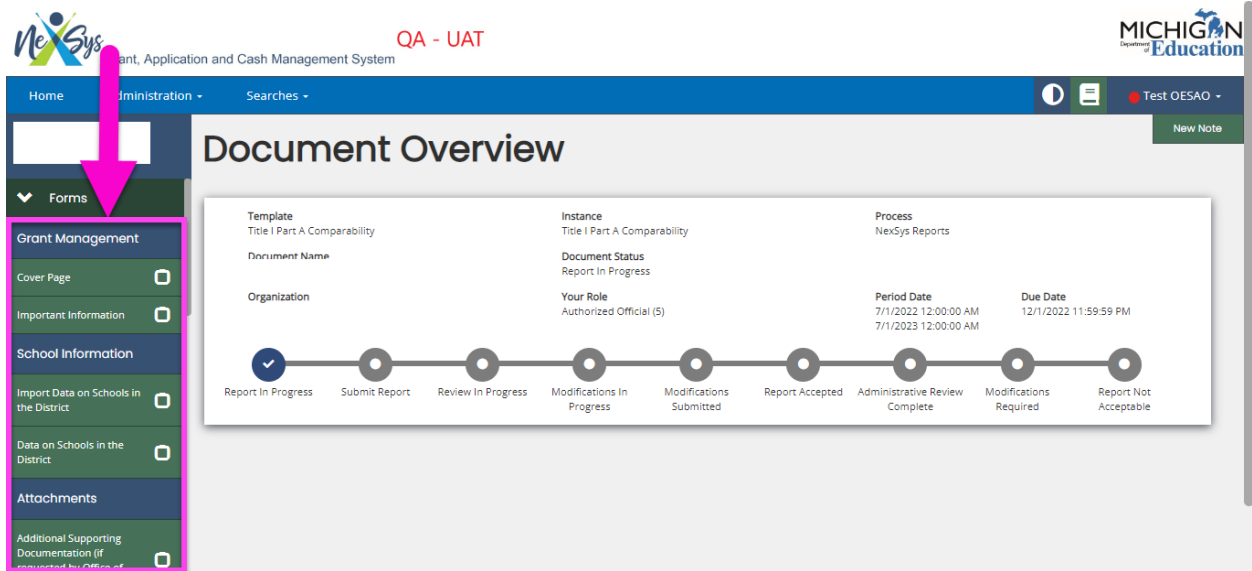 NexSys
QA - UAT
ant, Application and Cash Management System
MICHIGAN
Department of Education
Home
dministration
Searches
Test OESAO
New Note
Document Overview
Forms
Grant Management
Cover Page
Important Information
School Information
Import Data on Schools in
the District
Data on Schools in the
District
Attachments
Additional Supporting
Documentation (if
requested by Office of
Template
Title I Part A Comparability
Instance
Title I Part A Comparability
Process
NexSys Reports
Document Name
Document Status
Report In Progress
Organization
Your Role
Authorized Official (5)
Period Date
7/1/2022 12:00:00 AM
7/1/2023 12:00:00 AM
Due Date
12/1/2022 11:59:59 PM
Report In Progress
Submit Report
Review In Progress
Modifications In
Progress
Modifications
Submitted
Report Accepted
Administrative Review
Complete
Modifications
Required
Report Not
Acceptable